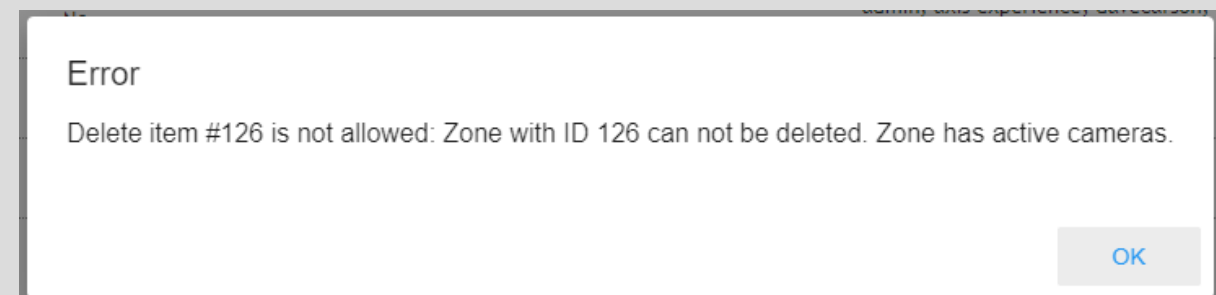 Error
Delete item #126 is not allowed: Zone with ID 126 can not be deleted. Zone has active cameras.
OK